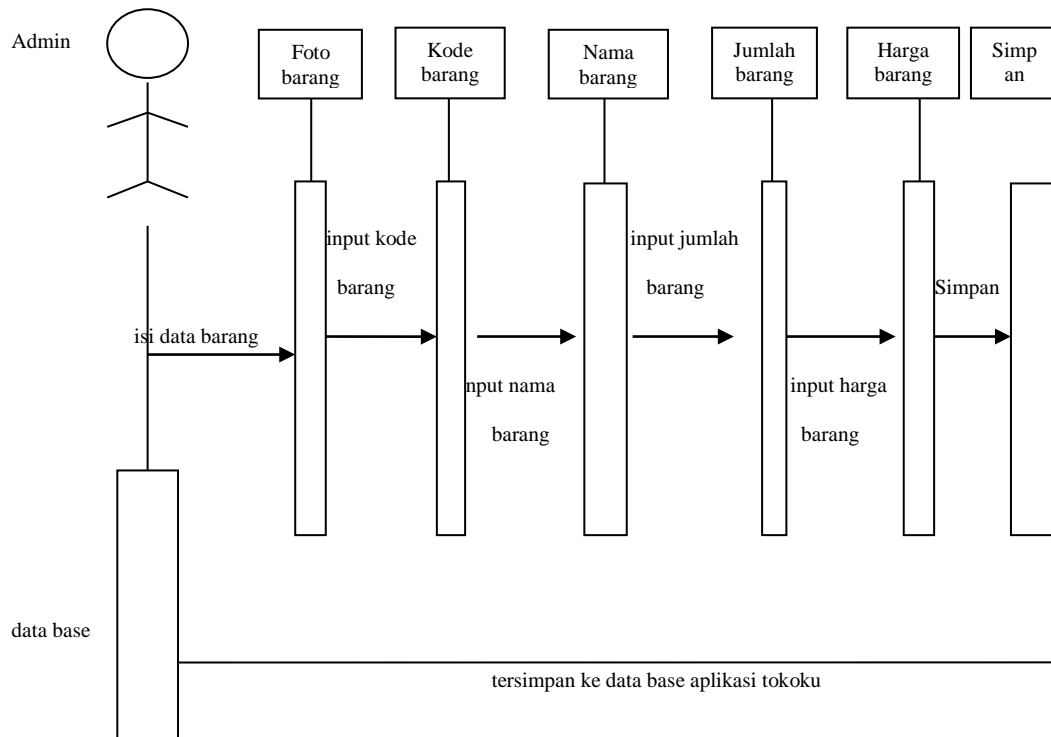 Admin
Foto
barang
Kode
barang
Nama
barang
Jumlah
barang
Harga
barang
Simp
an
input kode
barang
input jumlah
barang
Simpan
isi data barang
nput nama
barang
input harga
barang
data base
tersimpan ke data base aplikasi tokoku